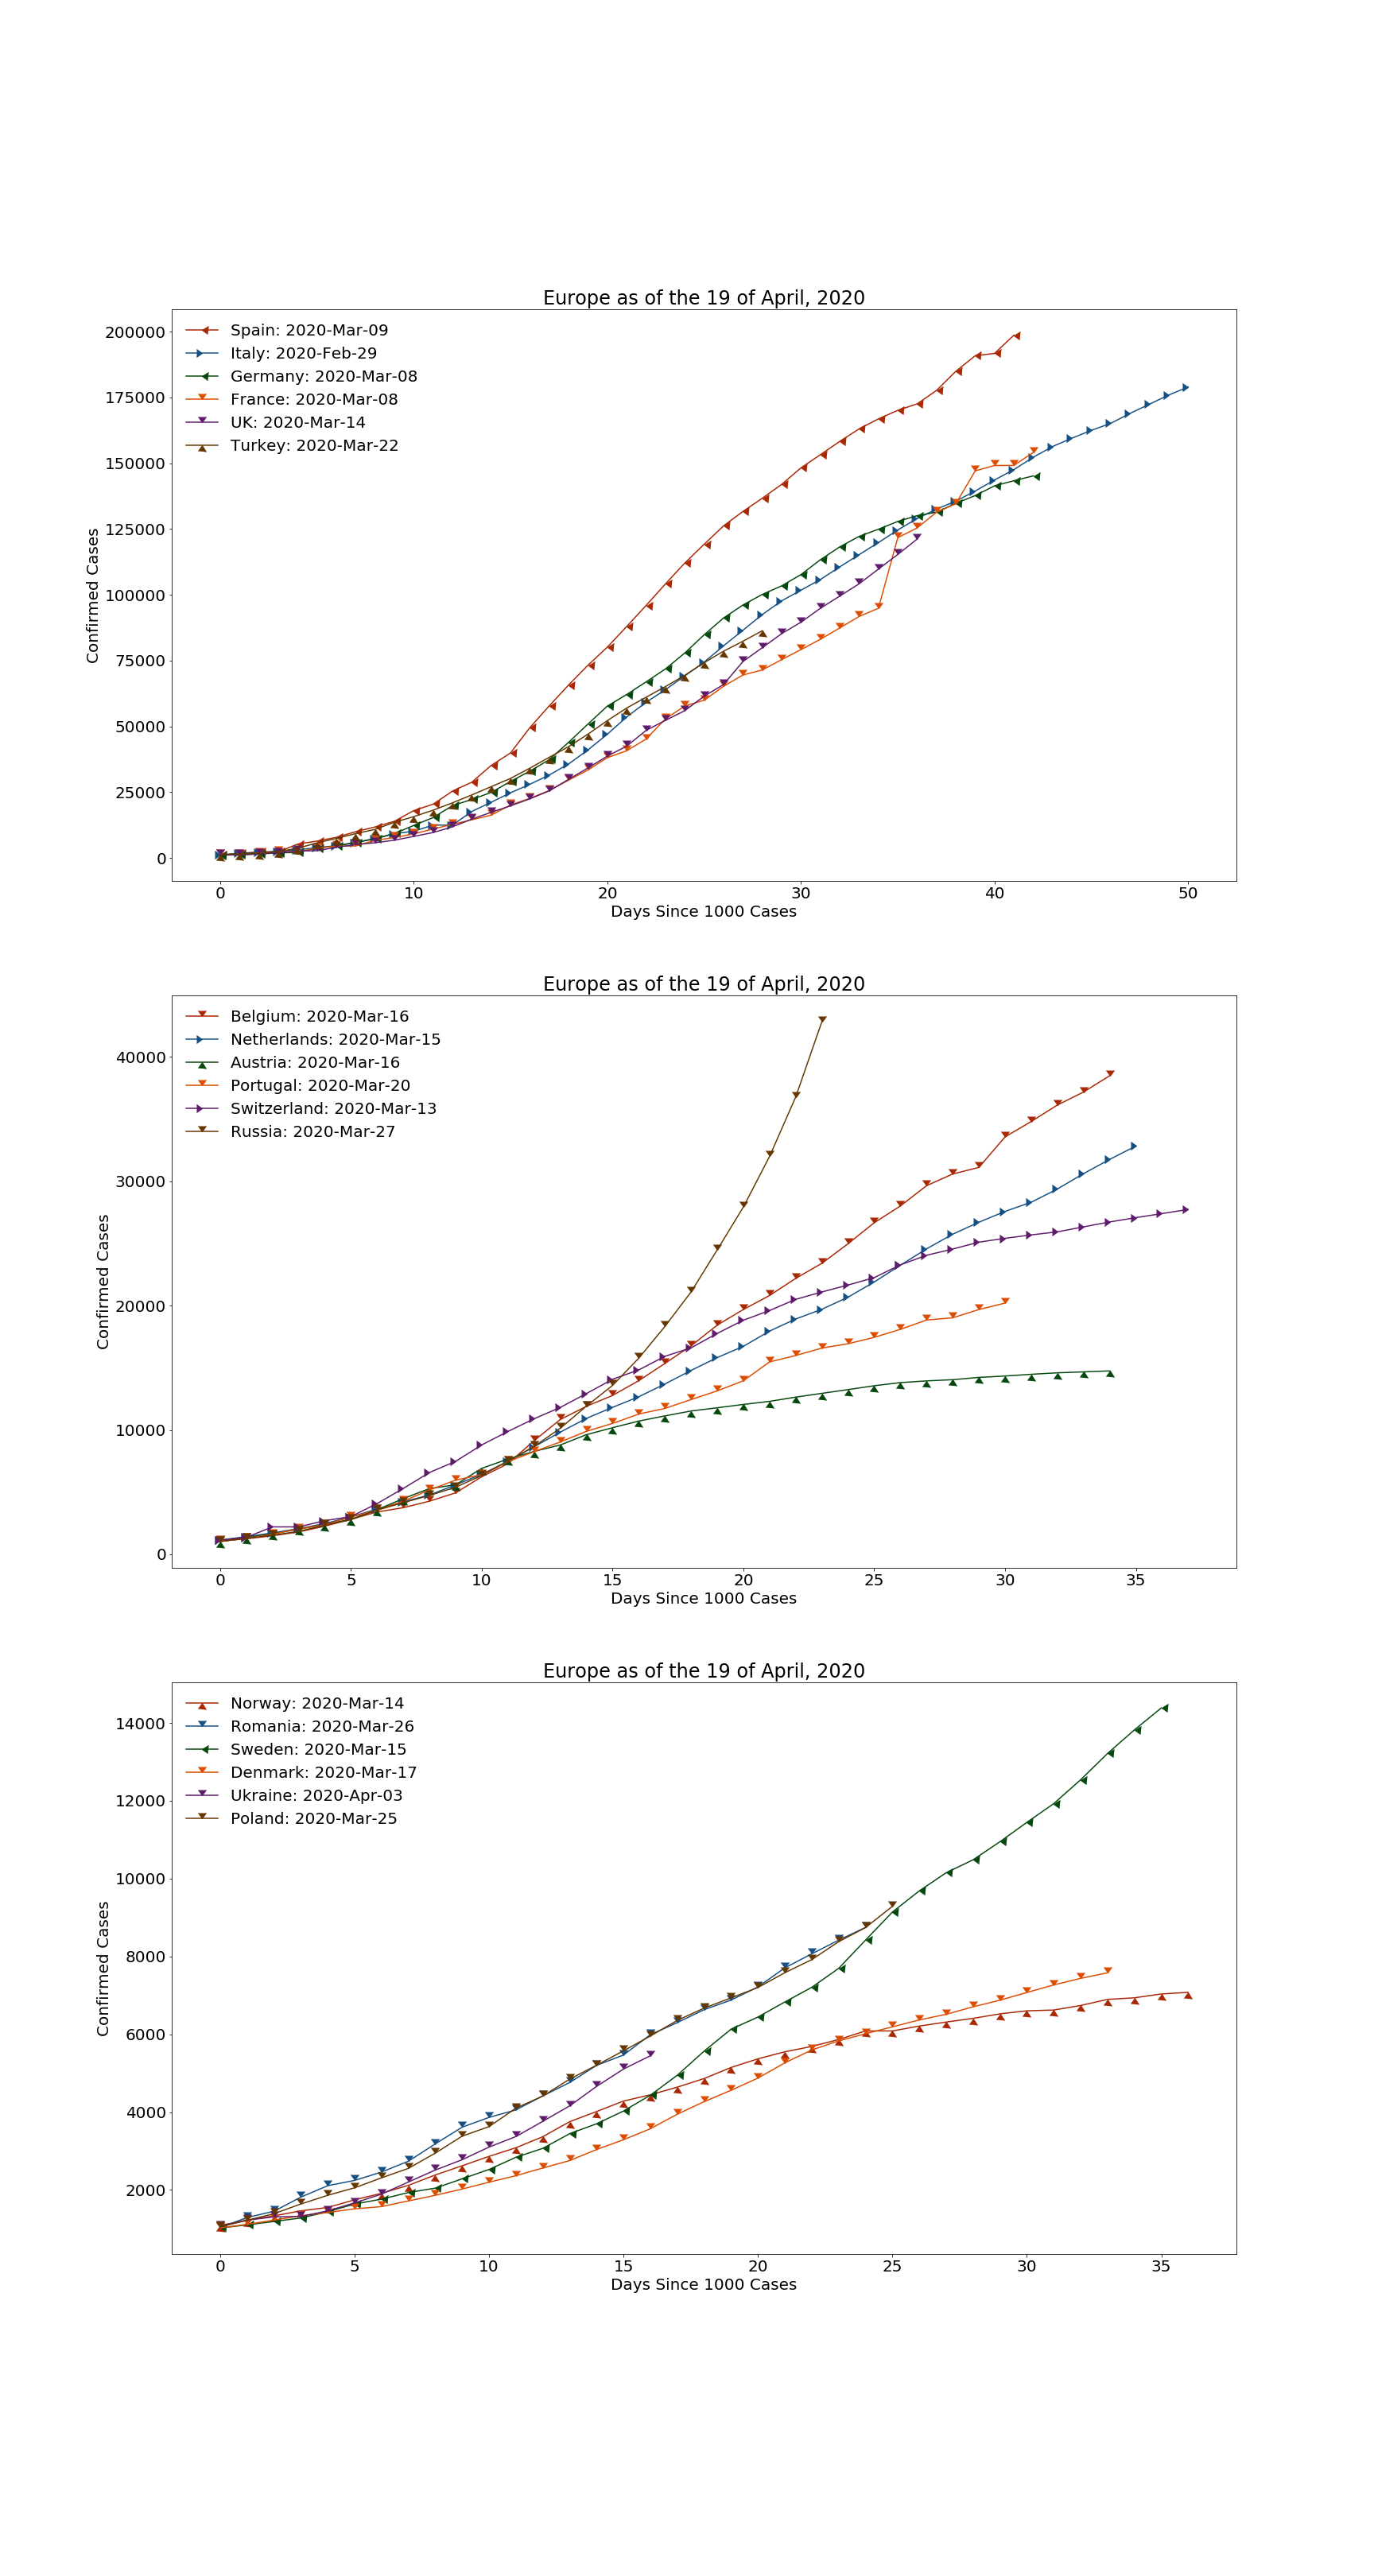 Europe as of the 19 of April, 2020
Spain: 2020-Mar-09
Italy: 2020-Feb-29
Germany: 2020-Mar-08
France: 2020-Mar-08
UK: 2020-Mar-14
Turkey: 2020-Mar-22
200000
175000
150000
125000
100000
75000
50000
25000
0
Confirmed Cases
0 10 20 30 40 50
Days Since 1000 Cases
Europe as of the 19 of April, 2020
Belgium: 2020-Mar-16
Netherlands: 2020-Mar-15
Austria: 2020-Mar-16
Portugal: 2020-Mar-20
Switzerland: 2020-Mar-13
Russia: 2020-Mar-27
40000
30000
20000
10000
0
Confirmed Cases
0 5 10 15 20 25 30 35
Days Since 1000 Cases
Europe as of the 19 of April, 2020
Norway: 2020-Mar-14
Romania: 2020-Mar-26
Sweden: 2020-Mar-15
Denmark: 2020-Mar-17
Ukraine: 2020-Apr-03
Poland: 2020-Mar-25
14000
12000
10000
8000
6000
4000
2000
Confirmed Cases
0 5 10 15 20 25 30 35
Days Since 1000 Cases